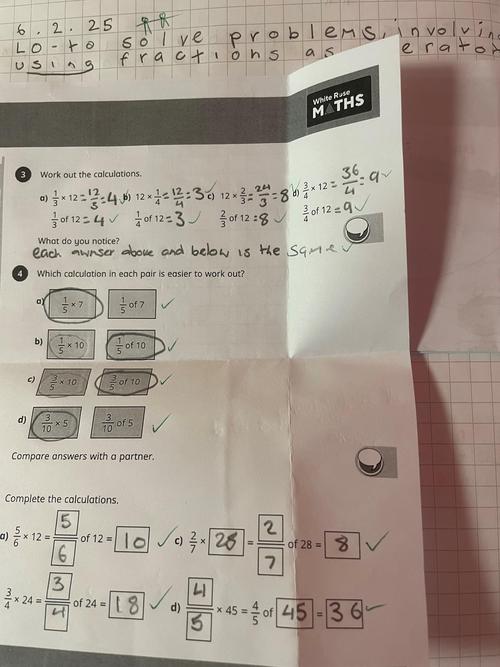 6.2.25
LO-to solve problems, involving
using fractions as
White Rose
MATHS
3 Work out the calculations.
a) 1/3 × 12 = 12/3 = 4 b) 12 × 1/4 = 12/4 = 3 c) 12 × 2/3 = 24/3 = 8 d) 3/4 × 12 = 36/4 = 9
1/3 of 12 = 4 1/4 of 12 = 3 2/3 of 12 = 8 3/4 of 12 = 9
What do you notice?
each awnser above and below is the same
4 Which calculation in each pair is easier to work out?
a) 1/5 × 7 1/5 of 7
b) 1/5 × 10 1/5 of 10
c) 3/5 × 10 3/5 of 10
d) 3/10 × 5 3/10 of 5
Compare answers with a partner.
Complete the calculations.
a) 5/6 × 12 = 5/6 of 12 = 10 c) 2/7 × 28 = 2/7 of 28 = 8
3/4 × 24 = 3/4 of 24 = 18 d) 4/5 × 45 = 4/5 of 45 = 36